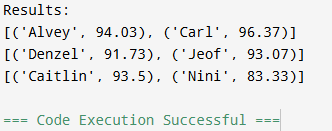 Results:
[('Alvey', 94.03), ('Carl', 96.37)]
[('Denzel', 91.73), ('Jeof', 93.07)]
[('Caitlin', 93.5), ('Nini', 83.33)]
=== Code Execution Successful ===